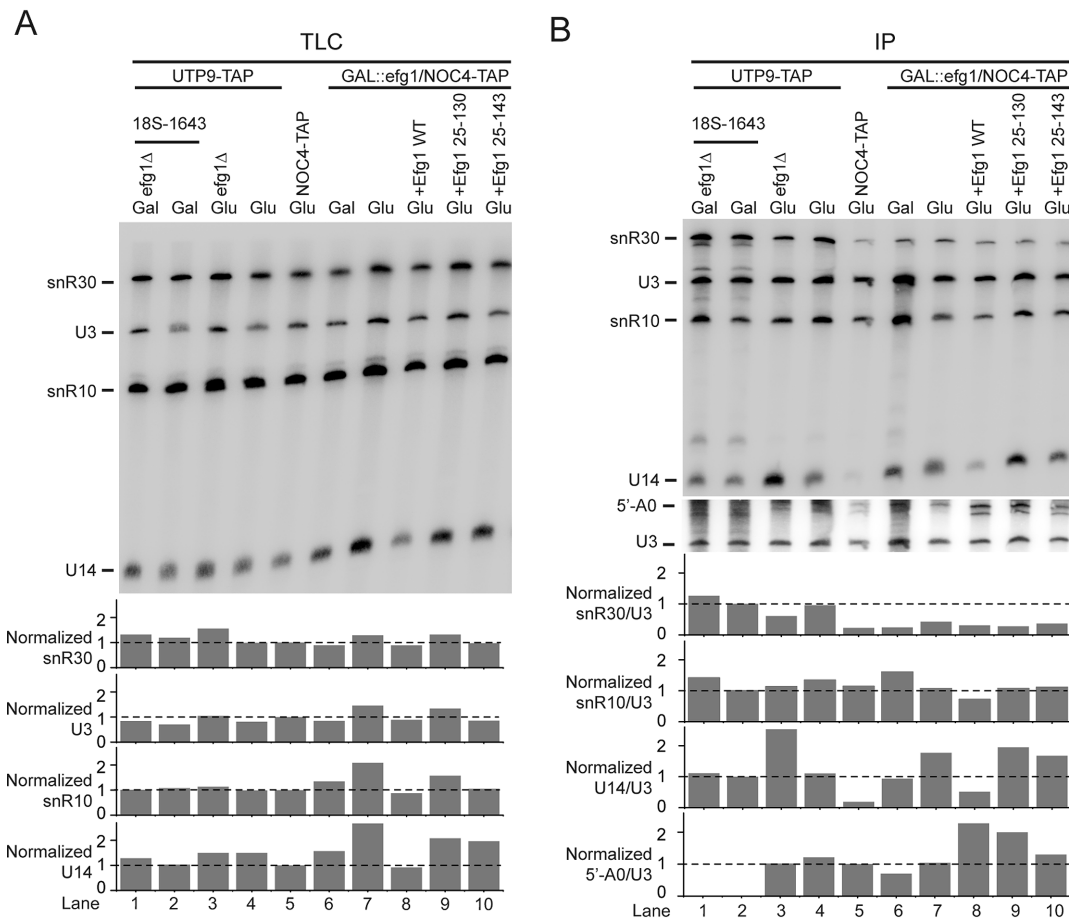 A
TLC
UTP9-TAP
GAL::efg1/NOC4-TAP
18S-1643
efg1Δ
efg1Δ
NOC4-TAP
+Efg1 WT
+Efg1 25-130
+Efg1 25-143
Gal Gal Glu Glu Glu Gal Glu Glu Glu Glu
snR30
U3
snR10
U14
2
Normalized 1
snR30 0
2
Normalized 1
U3 0
2
Normalized 1
snR10 0
2
Normalized 1
U14 0
Lane 1 2 3 4 5 6 7 8 9 10
B
IP
UTP9-TAP
GAL::efg1/NOC4-TAP
18S-1643
efg1Δ
efg1Δ
NOC4-TAP
+Efg1 WT
+Efg1 25-130
+Efg1 25-143
Gal Gal Glu Glu Glu Gal Glu Glu Glu Glu
snR30
U3
snR10
U14
5'-A0
U3
2
Normalized 1
snR30/U3 0
2
Normalized 1
snR10/U3 0
2
Normalized 1
U14/U3 0
2
Normalized 1
5'-A0/U3 0
Lane 1 2 3 4 5 6 7 8 9 10